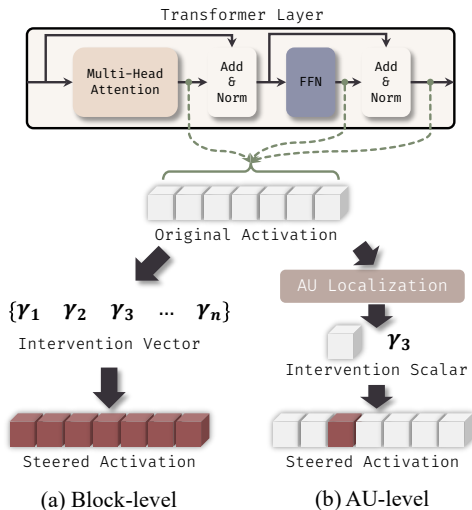 Transformer Layer
Multi-Head
Attention
Add
&
Norm
FFN
Add
&
Norm
Original Activation
{γ1 γ2 γ3 ... γn}
Intervention Vector
Steered Activation
(a) Block-level
AU Localization
γ3
Intervention Scalar
Steered Activation
(b) AU-level